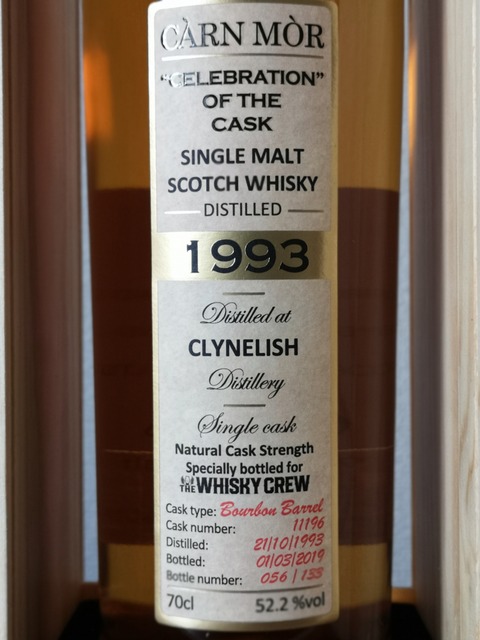 CÀRN MÒR
"CELEBRATION"
OF THE
CASK
SINGLE MALT
SCOTCH WHISKY
DISTILLED
1993
Distilled at
CLYNELISH
Distillery
Single cask
Natural Cask Strength
Specially bottled for
THE WHISKY CREW
Cask type: Bourbon Barrel
Cask number: 11196
Distilled: 21/10/1993
Bottled: 01/03/2019
Bottle number: 056 / 133
70cl 52.2 %vol